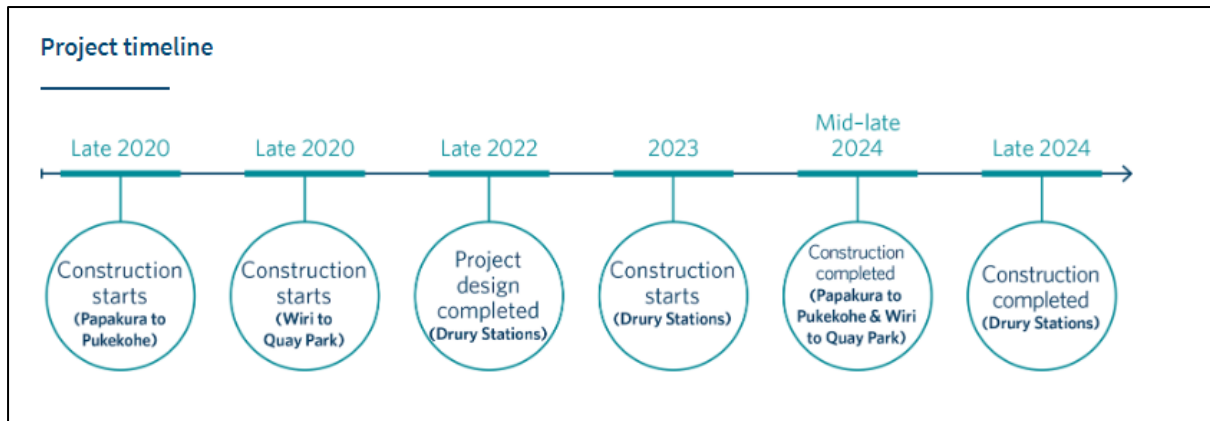 Project timeline
Late 2020
Late 2020
Late 2022
2023
Mid-late
2024
Late 2024
Construction
starts
(Papakura to
Pukekohe)
Construction
starts
(Wiri to
Quay Park)
Project
design
completed
(Drury Stations)
Construction
starts
(Drury Stations)
Construction
completed
(Papakura to
Pukekohe & Wiri
to Quay Park)
Construction
completed
(Drury Stations)